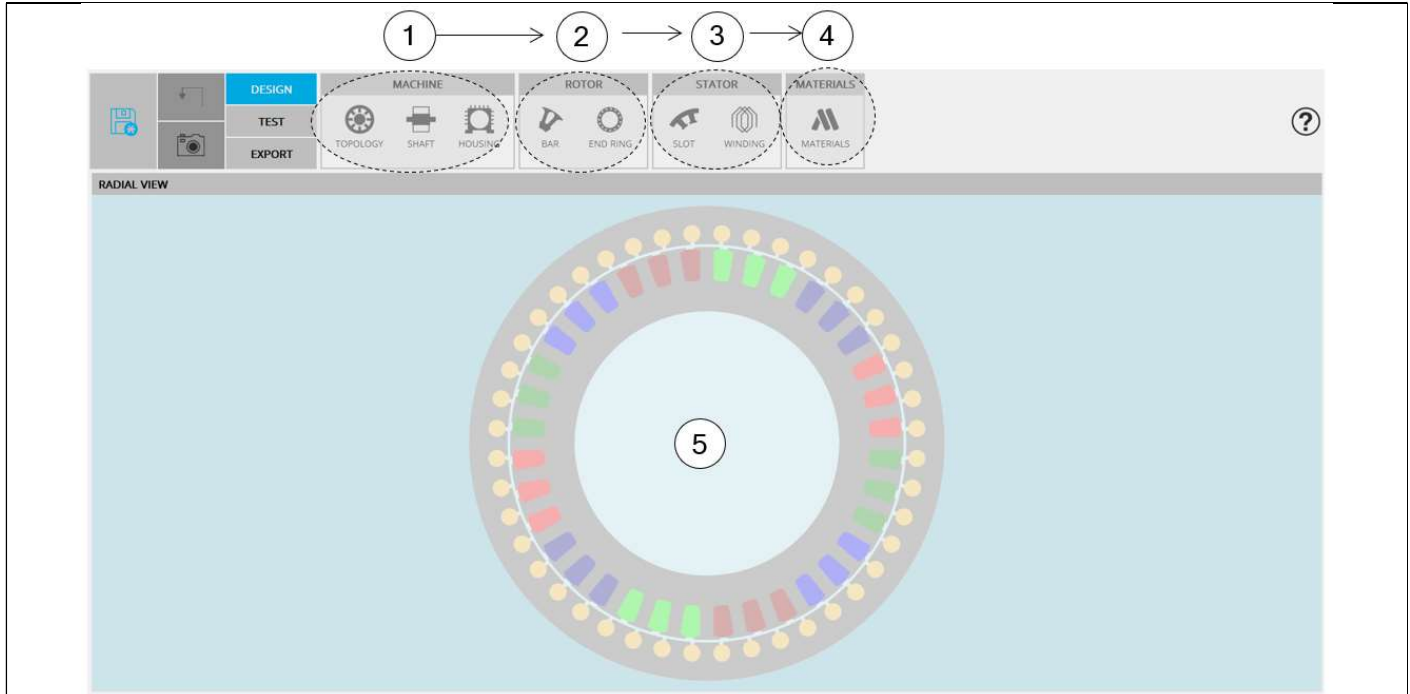 1 2 3 4
DESIGN MACHINE ROTOR STATOR MATERIALS
TEST
TOPOLOGY SHAFT HOUSING BAR END RING SLOT WINDING MATERIALS
EXPORT
?
RADIAL VIEW
5